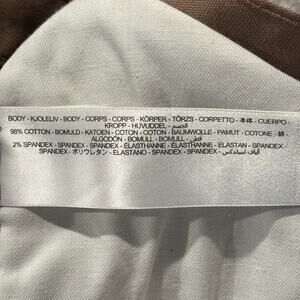 BODY - KJOLELIV - BODY - CORPS - CORPS - KÖRPER - TÖRZS - CORPETTO - 本体 - CUERPO -
KROPP - HUVUDDEL - الجسم
98% COTTON - BOMULD - KATOEN - COTON - COTON - BAUMWOLLE - PAMUT - COTONE - 綿 -
ALGODÓN - BOMULL - BOMULL - قطن
2% SPANDEX - SPANDEX - SPANDEX - ÉLASTHANNE - ÉLASTHANNE - ELASTAN - SPANDEX -
SPANDEX - ポリウレタン - ELASTANO - SPANDEX - SPANDEX - ألياف اسباندكس